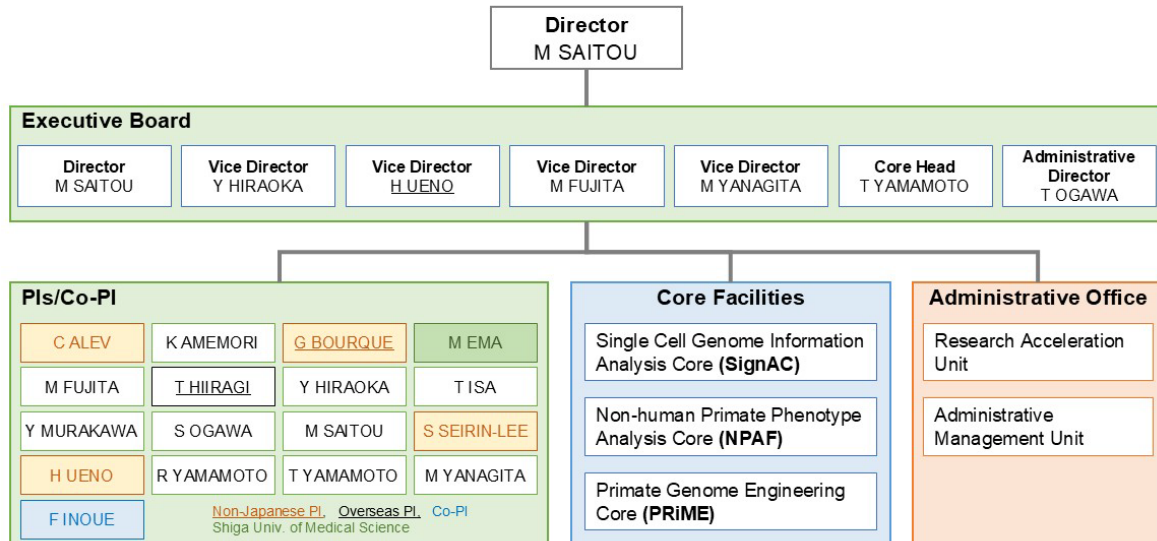 Director
M SAITOU
Executive Board
Director
M SAITOU
Vice Director
Y HIRAOKA
Vice Director
H UENO
Vice Director
M FUJITA
Vice Director
M YANAGITA
Core Head
T YAMAMOTO
Administrative
Director
T OGAWA
PIs/Co-PI
C ALEV
K AMEMORI
G BOURQUE
M EMA
M FUJITA
T HIIRAGI
Y HIRAOKA
T ISA
Y MURAKAWA
S OGAWA
M SAITOU
S SEIRIN-LEE
H UENO
R YAMAMOTO
T YAMAMOTO
M YANAGITA
F INOUE
Non-Japanese PI, Overseas PI, Co-PI
Shiga Univ. of Medical Science
Core Facilities
Single Cell Genome Information
Analysis Core (SignAC)
Non-human Primate Phenotype
Analysis Core (NPAF)
Primate Genome Engineering
Core (PRiME)
Administrative Office
Research Acceleration
Unit
Administrative
Management Unit